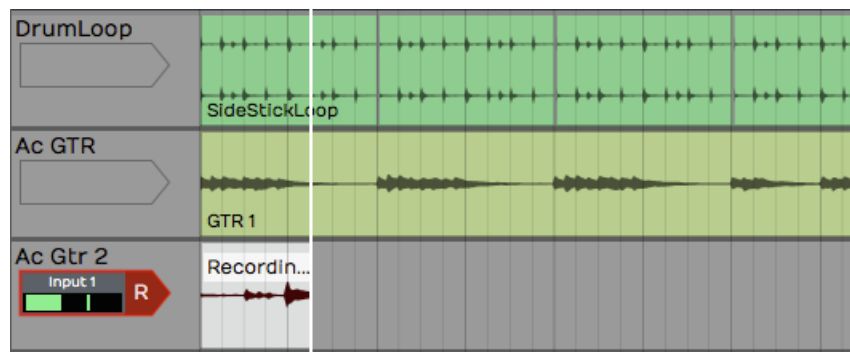 DrumLoop
SideStickLoop
Ac GTR
GTR 1
Ac Gtr 2
Input 1
R
Recordin...